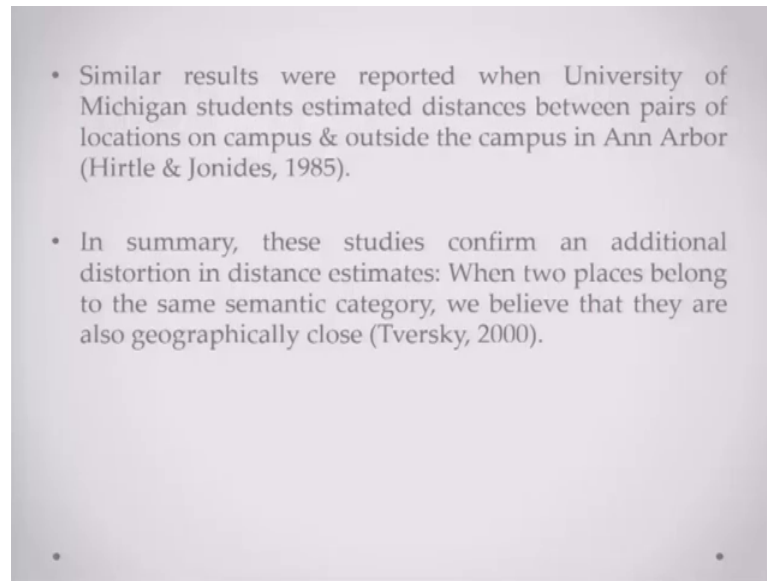 • Similar results were reported when University of
Michigan students estimated distances between pairs of
locations on campus & outside the campus in Ann Arbor
(Hirtle & Jonides, 1985).
• In summary, these studies confirm an additional
distortion in distance estimates: When two places belong
to the same semantic category, we believe that they are
also geographically close (Tversky, 2000).